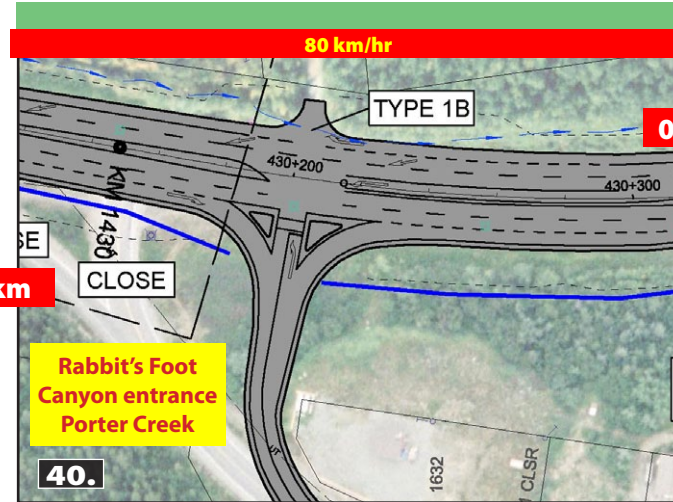 80 km/hr
TYPE 1B
0
430+200
430+300
KM 1430
SE
CLOSE
km
Rabbit's Foot
Canyon entrance
Porter Creek
40.
1632
1 CLSR